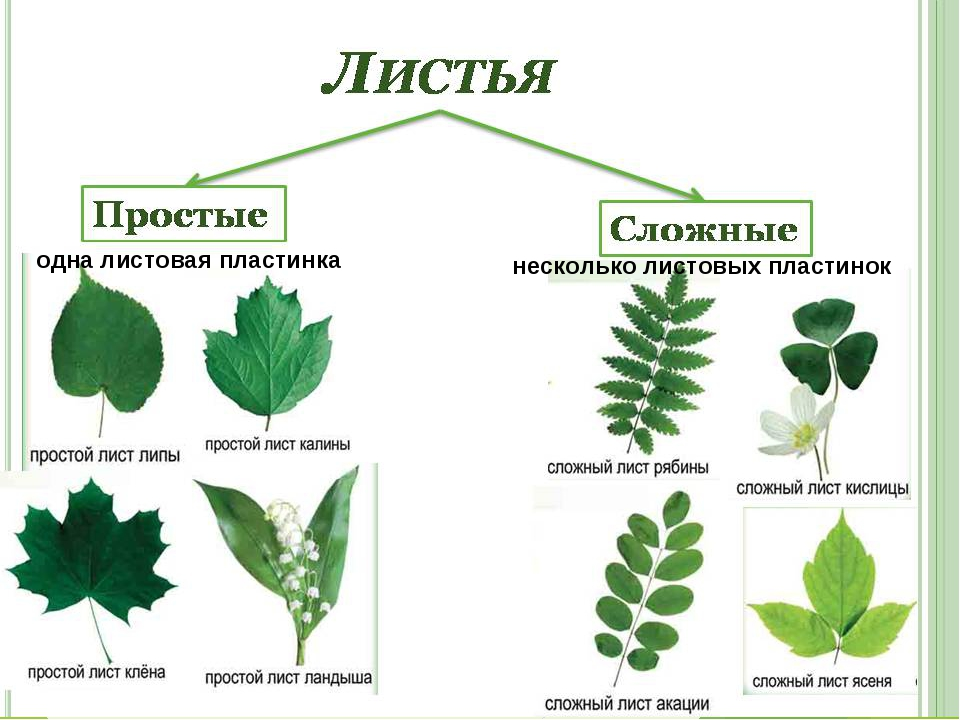 Листья
Простые
Сложные
одна листовая пластинка
несколько листовых пластинок
простой лист липы
простой лист калины
сложный лист рябины
сложный лист кислицы
простой лист клёна
простой лист ландыша
сложный лист акации
сложный лист ясеня